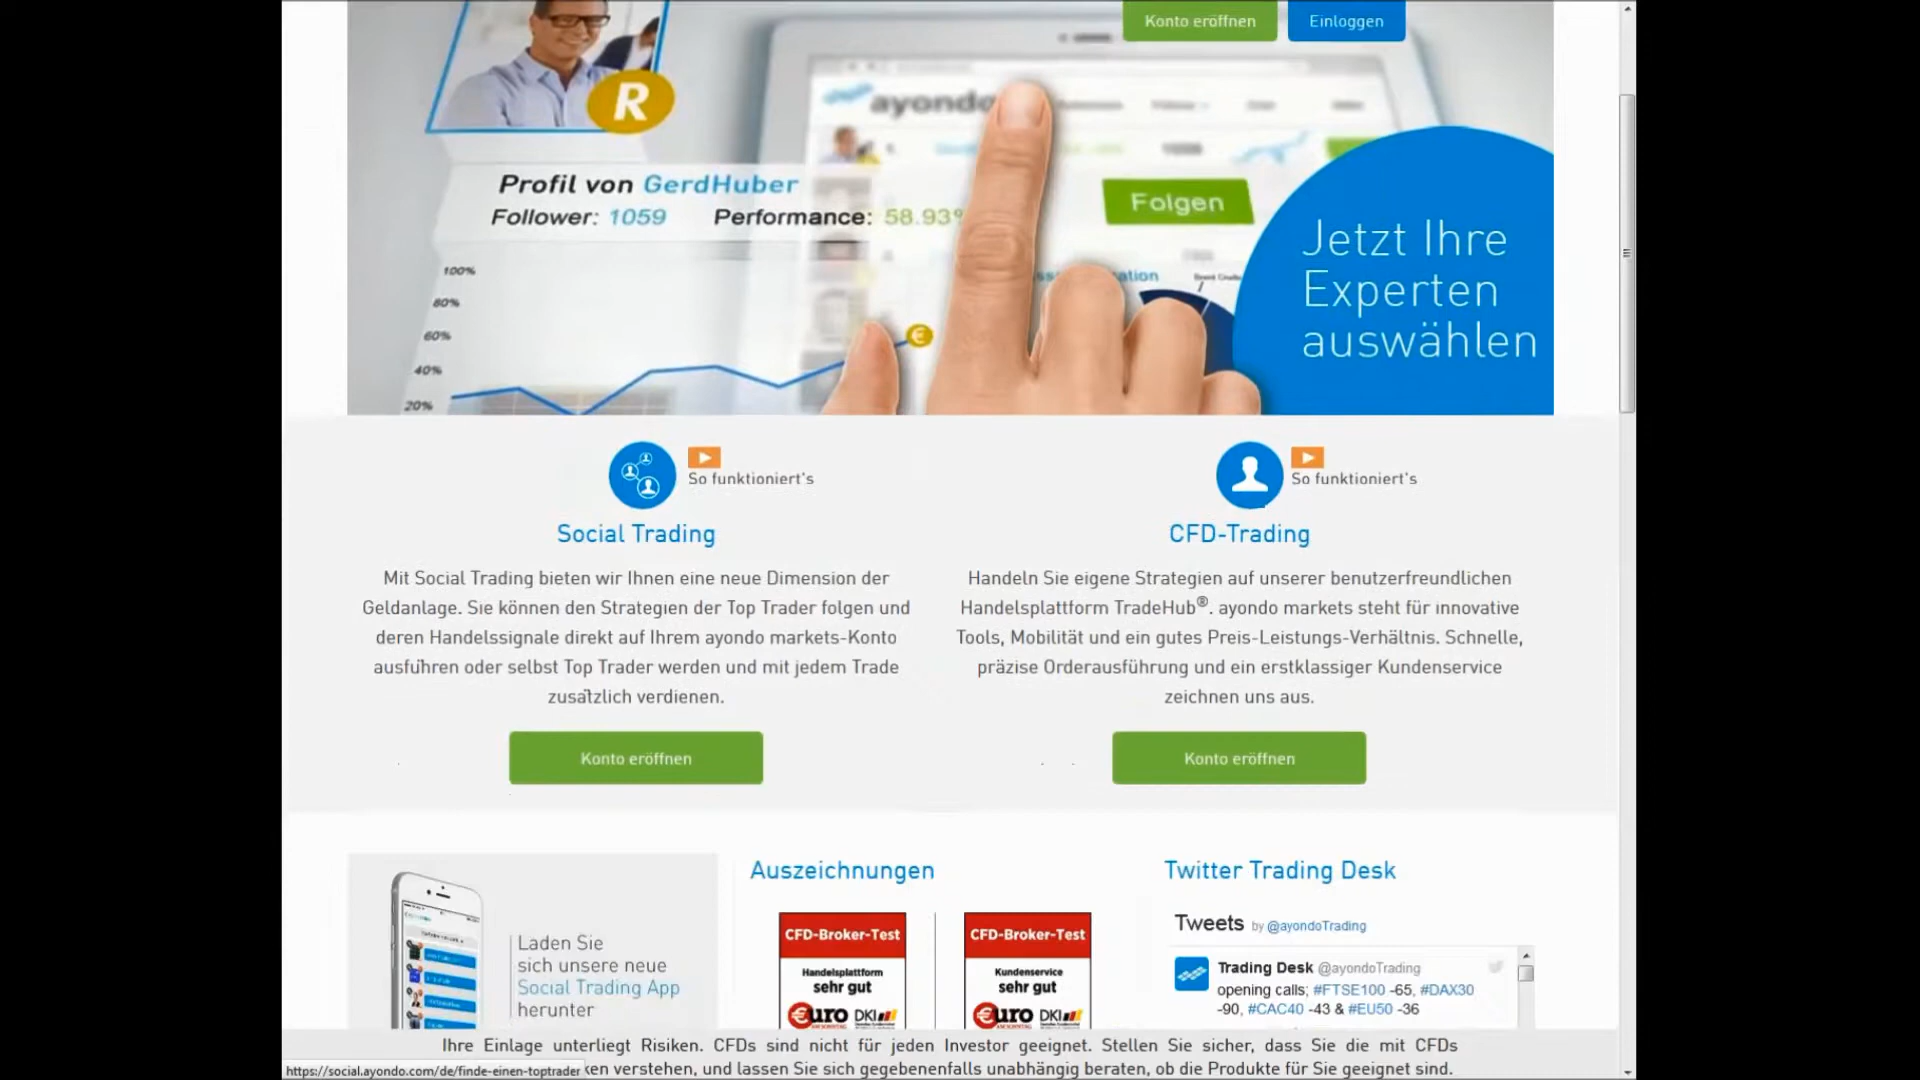 Konto eröffnen
Einloggen
R
ayondo
Profil von GerdHuber
Follower: 1059 Performance: 58.93%
Folgen
100%
80%
60%
40%
20%
€
Jetzt Ihre
Experten
auswählen
So funktioniert's
Social Trading
Mit Social Trading bieten wir Ihnen eine neue Dimension der
Geldanlage. Sie können den Strategien der Top Trader folgen und
deren Handelssignale direkt auf Ihrem ayondo markets-Konto
ausführen oder selbst Top Trader werden und mit jedem Trade
zusätzlich verdienen.
Konto eröffnen
So funktioniert's
CFD-Trading
Handeln Sie eigene Strategien auf unserer benutzerfreundlichen
Handelsplattform TradeHub®. ayondo markets steht für innovative
Tools, Mobilität und ein gutes Preis-Leistungs-Verhältnis. Schnelle,
präzise Orderausführung und ein erstklassiger Kundenservice
zeichnen uns aus.
Konto eröffnen
Laden Sie
sich unsere neue
Social Trading App
herunter
Auszeichnungen
CFD-Broker-Test
Handelsplattform
sehr gut
€uro DKI
CFD-Broker-Test
Kundenservice
sehr gut
€uro DKI
Twitter Trading Desk
Tweets by @ayondoTrading
Trading Desk @ayondoTrading
opening calls; #FTSE100 -65, #DAX30
-90, #CAC40 -43 & #EU50 -36
Ihre Einlage unterliegt Risiken. CFDs sind nicht für jeden Investor geeignet. Stellen Sie sicher, dass Sie die mit CFDs
ken verstehen, und lassen Sie sich gegebenenfalls unabhängig beraten, ob die Produkte für Sie geeignet sind.
https://social.ayondo.com/de/finde-einen-toptrader